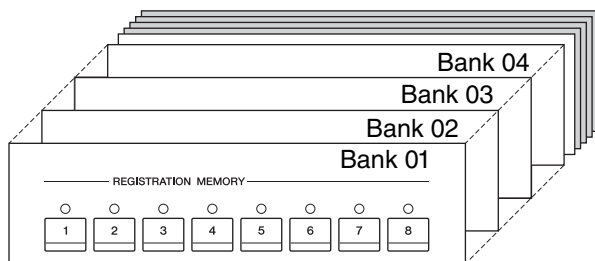 Bank 04
Bank 03
Bank 02
Bank 01
REGISTRATION MEMORY
1 2 3 4 5 6 7 8